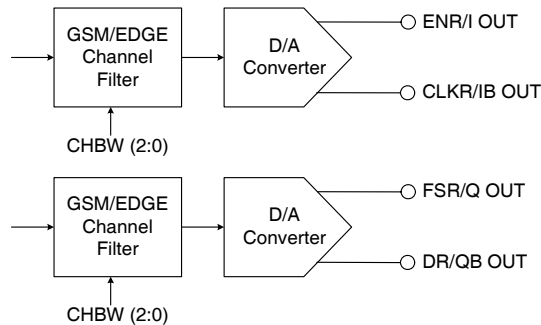 GSM/EDGE
Channel
Filter
D/A
Converter
ENR/I OUT
CLKR/IB OUT
CHBW (2:0)
GSM/EDGE
Channel
Filter
D/A
Converter
FSR/Q OUT
DR/QB OUT
CHBW (2:0)